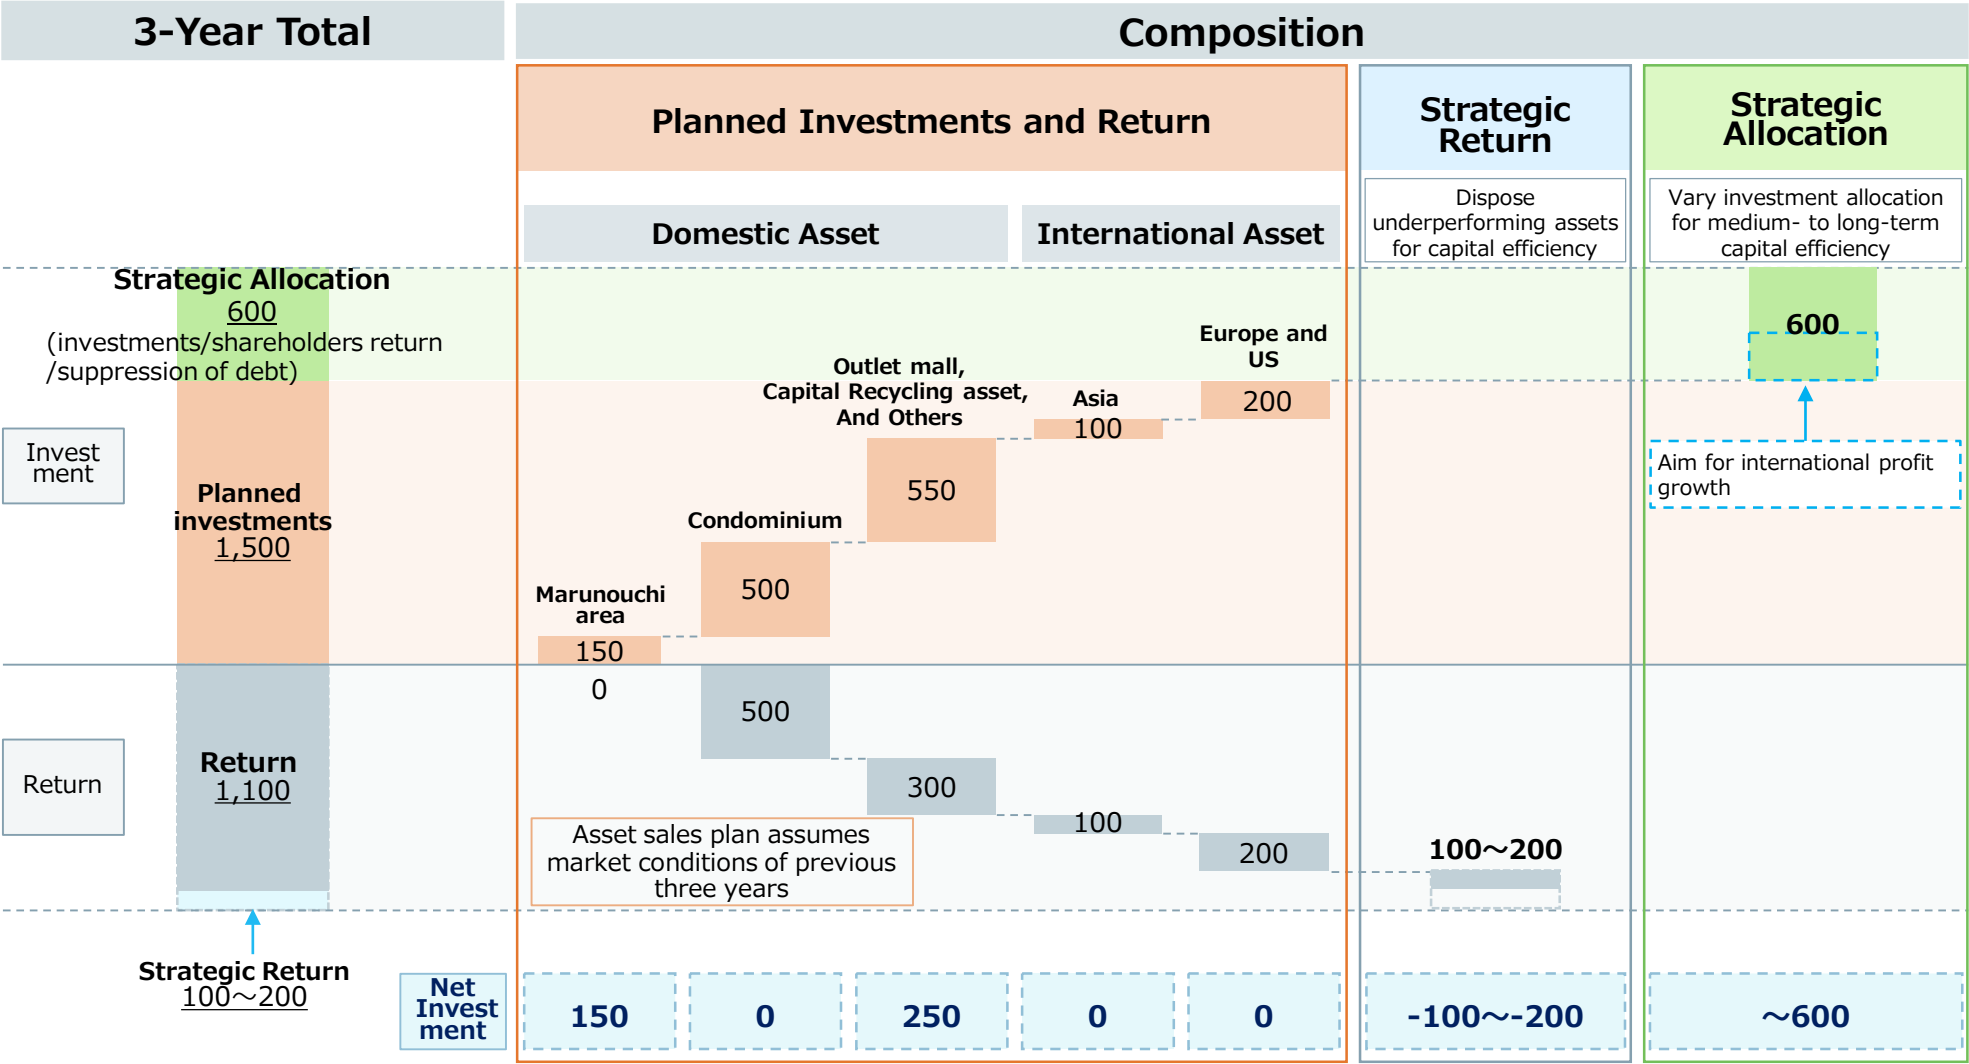 3-Year Total
Composition
Planned Investments and Return
Strategic
Return
Strategic
Allocation
Dispose
underperforming assets
for capital efficiency
Vary investment allocation
for medium- to long-term
capital efficiency
Domestic Asset
International Asset
Strategic Allocation
600
(investments/shareholders return
/suppression of debt)
600
Europe and
US
200
Outlet mall,
Capital Recycling asset,
And Others
550
Asia
100
Invest
ment
Aim for international profit
growth
Planned
investments
1,500
Condominium
500
Marunouchi
area
150
0
500
Return
Return
1,100
300
100
200
Asset sales plan assumes
market conditions of previous
three years
100～200
Strategic Return
100～200
Net
Invest
ment
150
0
250
0
0
-100～-200
～600